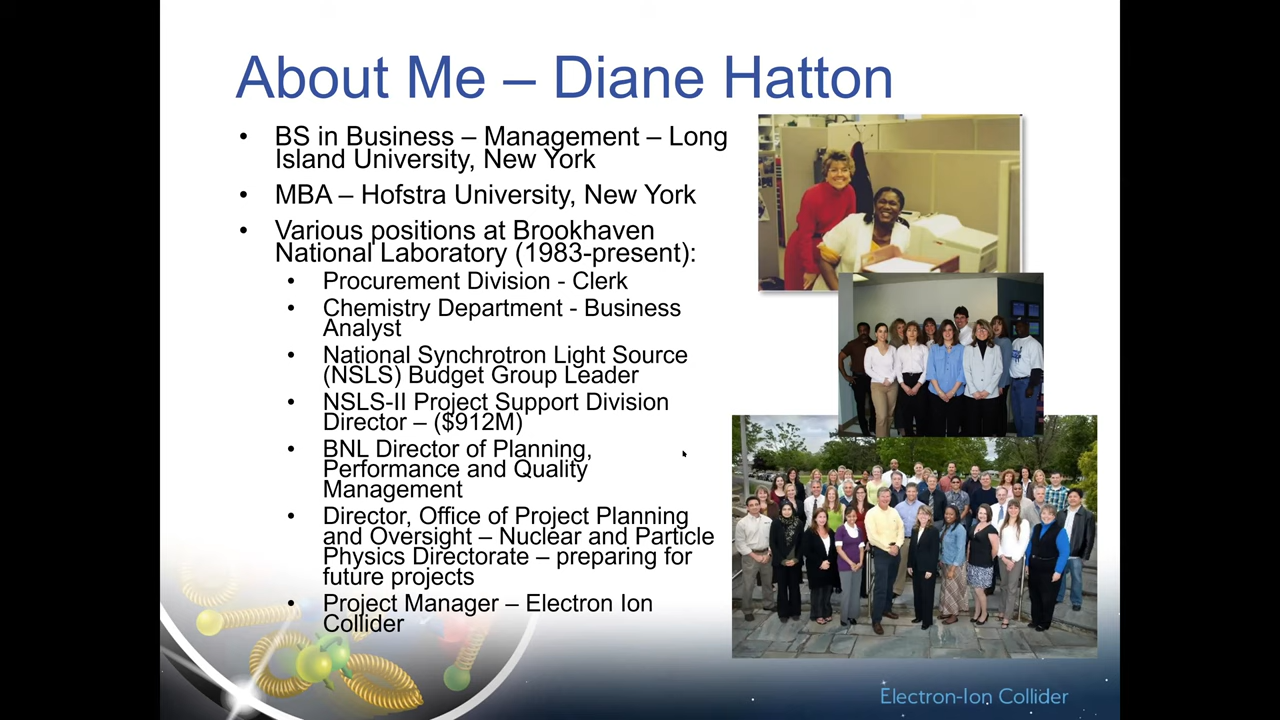 About Me – Diane Hatton
• BS in Business – Management – Long
Island University, New York
• MBA – Hofstra University, New York
• Various positions at Brookhaven
National Laboratory (1983-present):
• Procurement Division - Clerk
• Chemistry Department - Business
Analyst
• National Synchrotron Light Source
(NSLS) Budget Group Leader
• NSLS-II Project Support Division
Director – ($912M)
• BNL Director of Planning,
Performance and Quality
Management
• Director, Office of Project Planning
and Oversight – Nuclear and Particle
Physics Directorate – preparing for
future projects
• Project Manager – Electron Ion
Collider
Electron-Ion Collider